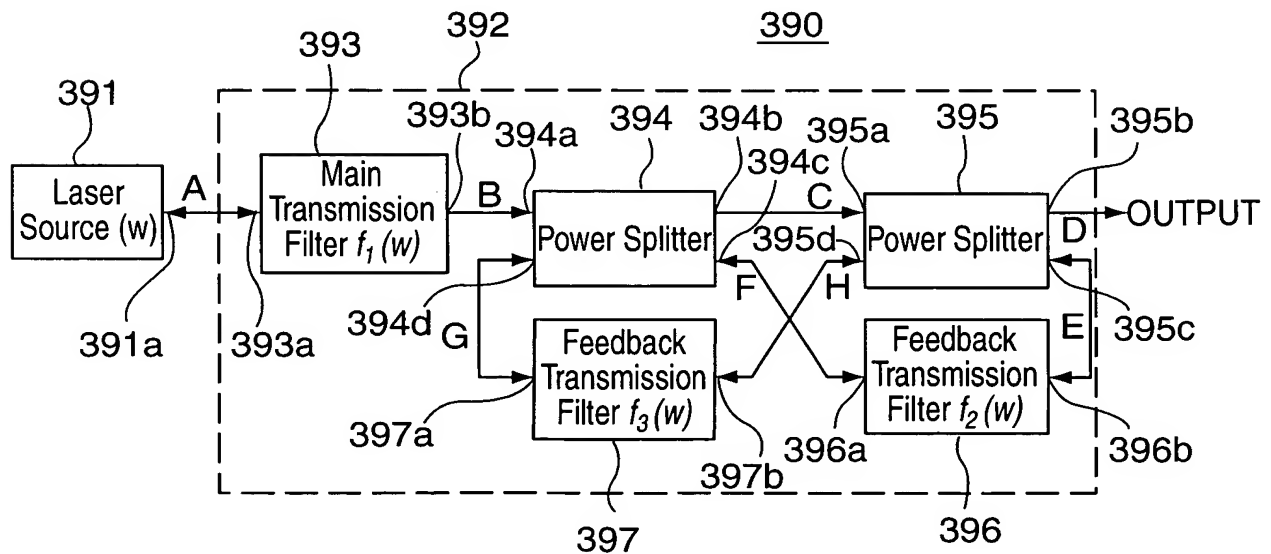 390
393
392
391
393b
394a
394
394b
395a
394c
395
395b
Laser
Source (w)
A
Main
Transmission
Filter f1 (w)
B
Power Splitter
C
395d
Power Splitter
D
OUTPUT
391a
393a
394d
G
F
H
E
395c
Feedback
Transmission
Filter f3 (w)
Feedback
Transmission
Filter f2 (w)
397a
397b
396a
396b
397
396